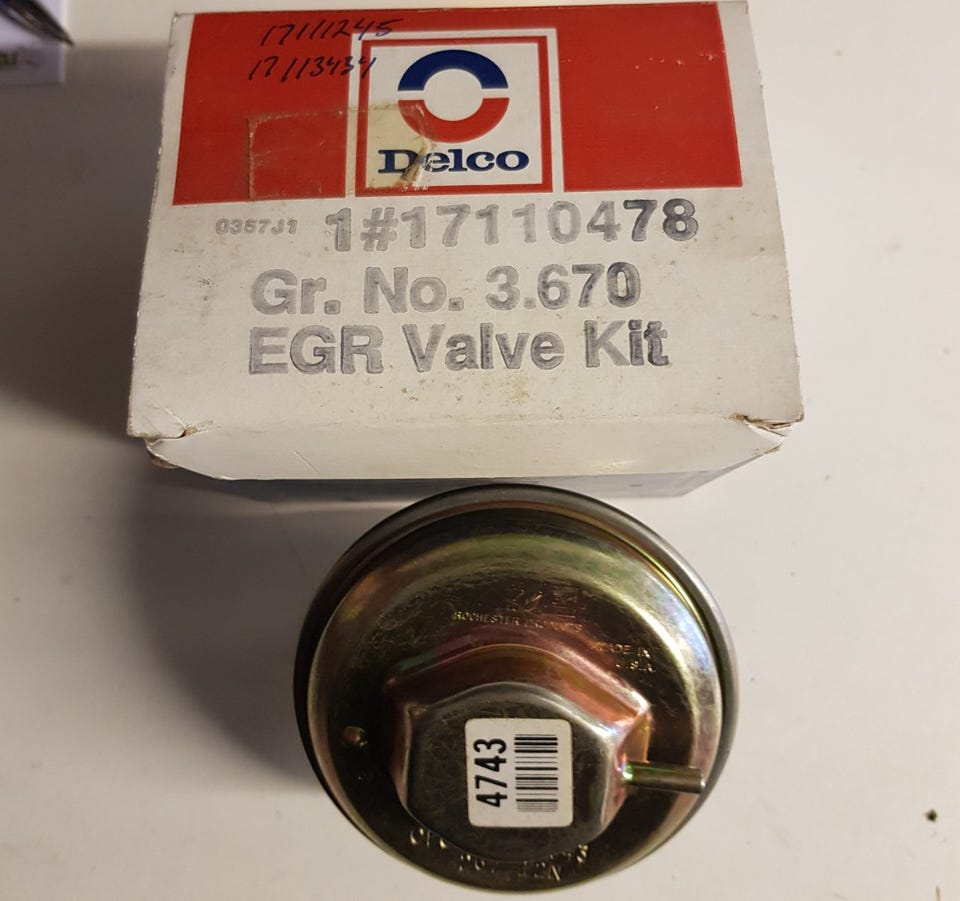 17111245
17113434
Delco
0357J1 1#17110478
Gr. No. 3.670
EGR Valve Kit
ROCHESTER PRODUCTS
MADE IN
U.S.A.
4743